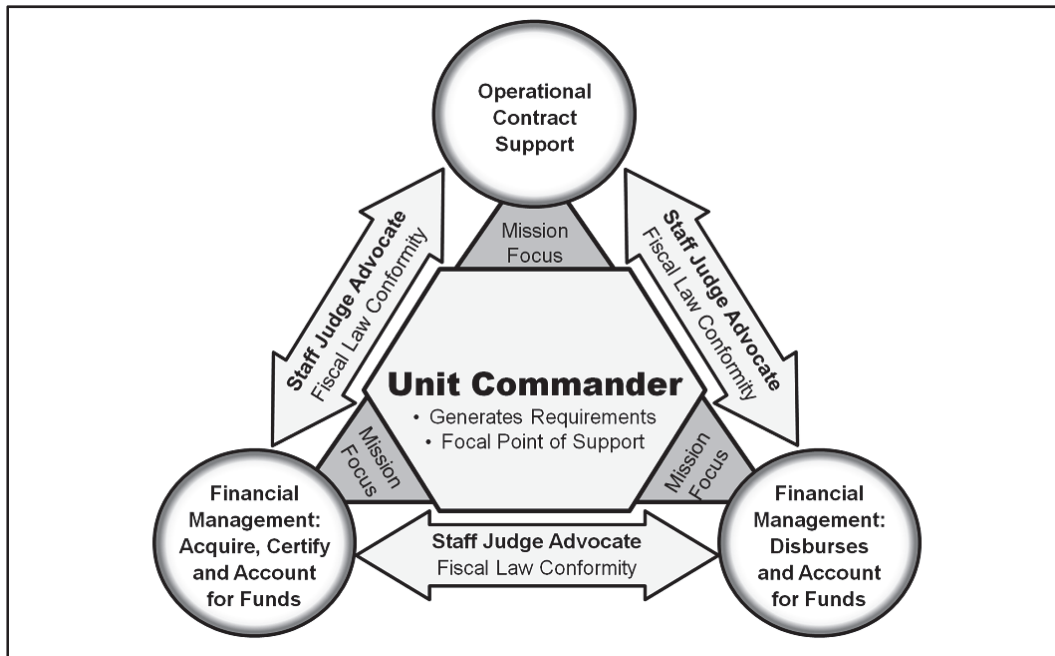 Operational
Contract
Support
Mission
Focus
Staff Judge Advocate
Fiscal Law Conformity
Staff Judge Advocate
Fiscal Law Conformity
Unit Commander
• Generates Requirements
• Focal Point of Support
Mission
Focus
Mission
Focus
Financial
Management:
Acquire, Certify
and Account
for Funds
Staff Judge Advocate
Fiscal Law Conformity
Financial
Management:
Disburses
and Account
for Funds